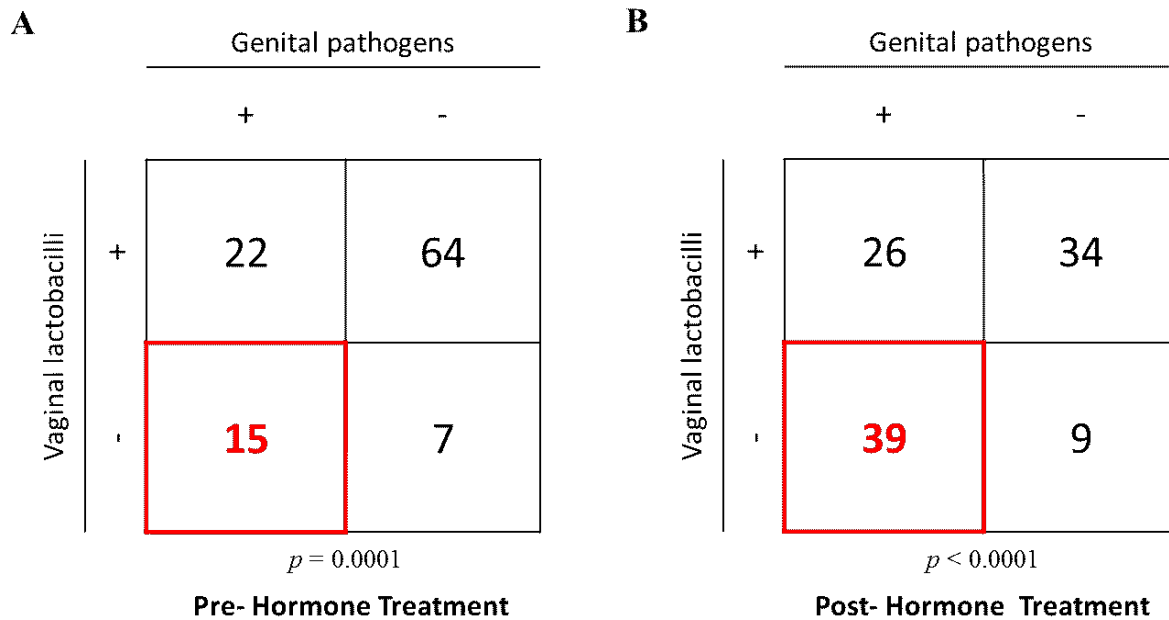 A
Genital pathogens
+ -
Vaginal lactobacilli
+ 22 64
- 15 7
p = 0.0001
Pre- Hormone Treatment
B
Genital pathogens
+ -
Vaginal lactobacilli
+ 26 34
- 39 9
p < 0.0001
Post- Hormone Treatment